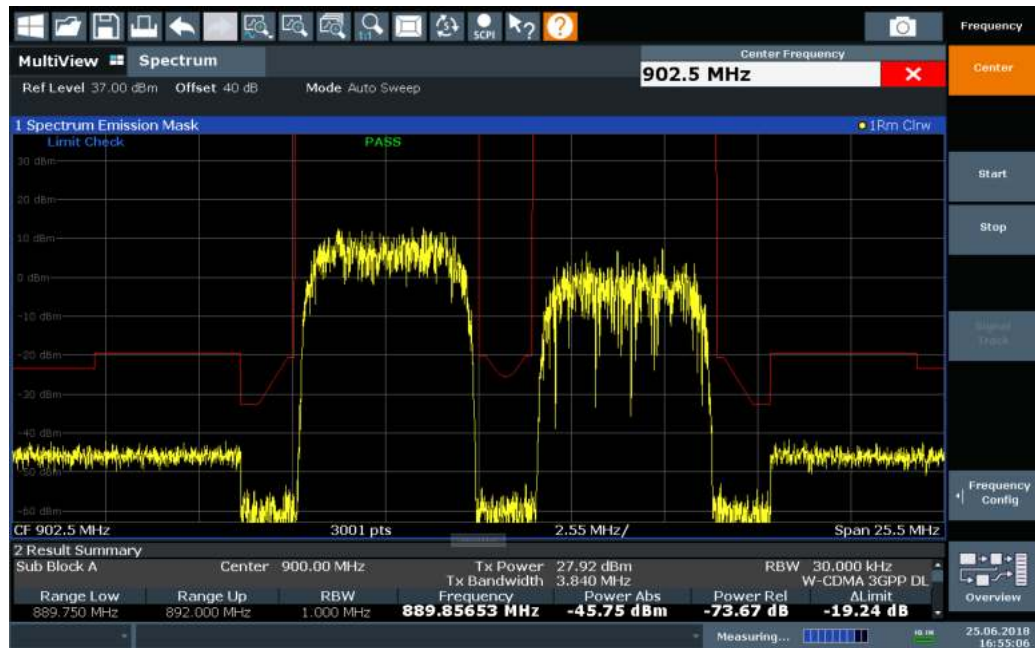 SCPI
Frequency
MultiView Spectrum
Center Frequency
902.5 MHz
Center
Ref Level 37.00 dBm Offset 40 dB Mode Auto Sweep
1 Spectrum Emission Mask
1Rm Clrw
Limit Check
PASS
30 dBm
20 dBm
10 dBm
0 dBm
-10 dBm
-20 dBm
-30 dBm
-40 dBm
-60 dBm
Start
Stop
Signal Track
Frequency Config
Overview
CF 902.5 MHz 3001 pts 2.55 MHz/ Span 25.5 MHz
2 Result Summary
Sub Block A Center 900.00 MHz Tx Power 27.92 dBm RBW 30.000 kHz
Tx Bandwidth 3.840 MHz W-CDMA 3GPP DL
Range Low Range Up RBW Frequency Power Abs Power Rel ΔLimit
889.750 MHz 892.000 MHz 1.000 MHz 889.85653 MHz -45.75 dBm -73.67 dB -19.24 dB
Measuring...
25.06.2018
16:55:06